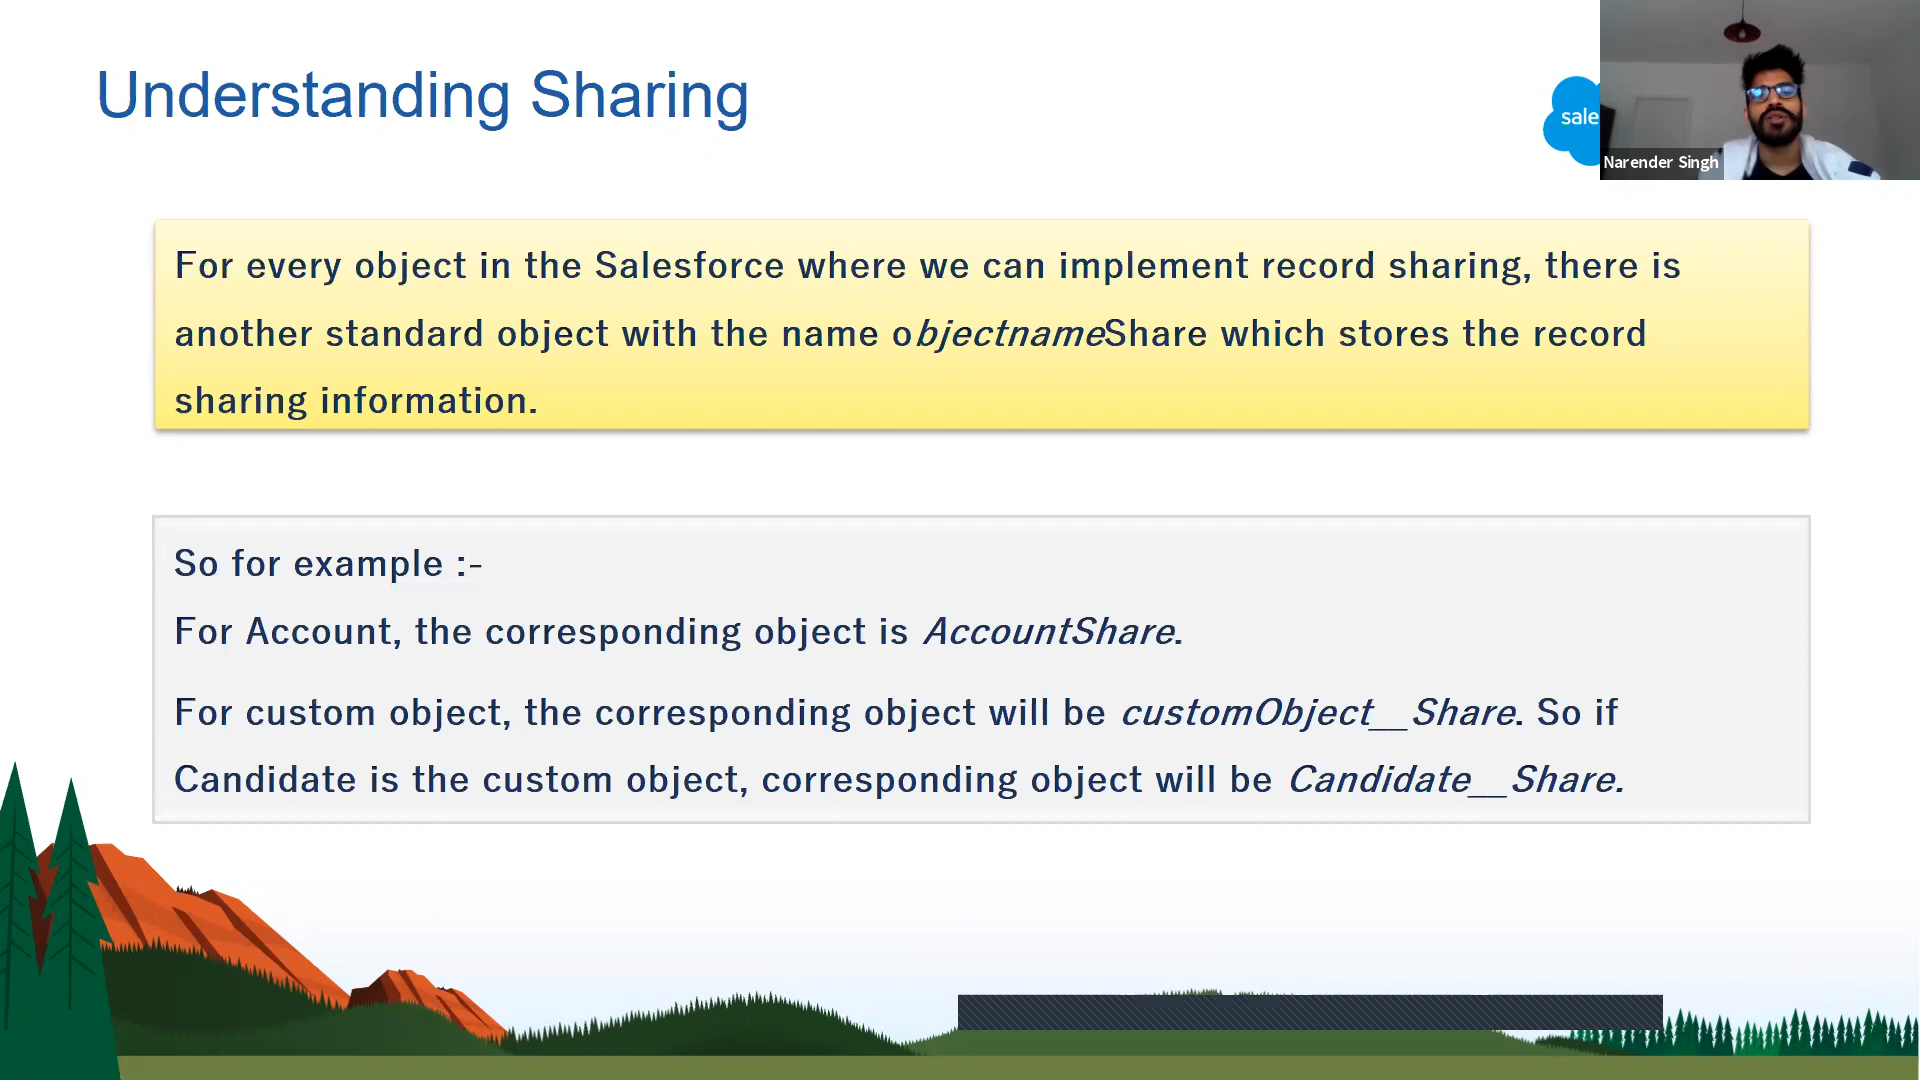 Understanding Sharing
sale
Narender Singh
For every object in the Salesforce where we can implement record sharing, there is
another standard object with the name objectnameShare which stores the record
sharing information.
So for example :-
For Account, the corresponding object is AccountShare.
For custom object, the corresponding object will be customObject__Share. So if
Candidate is the custom object, corresponding object will be Candidate__Share.